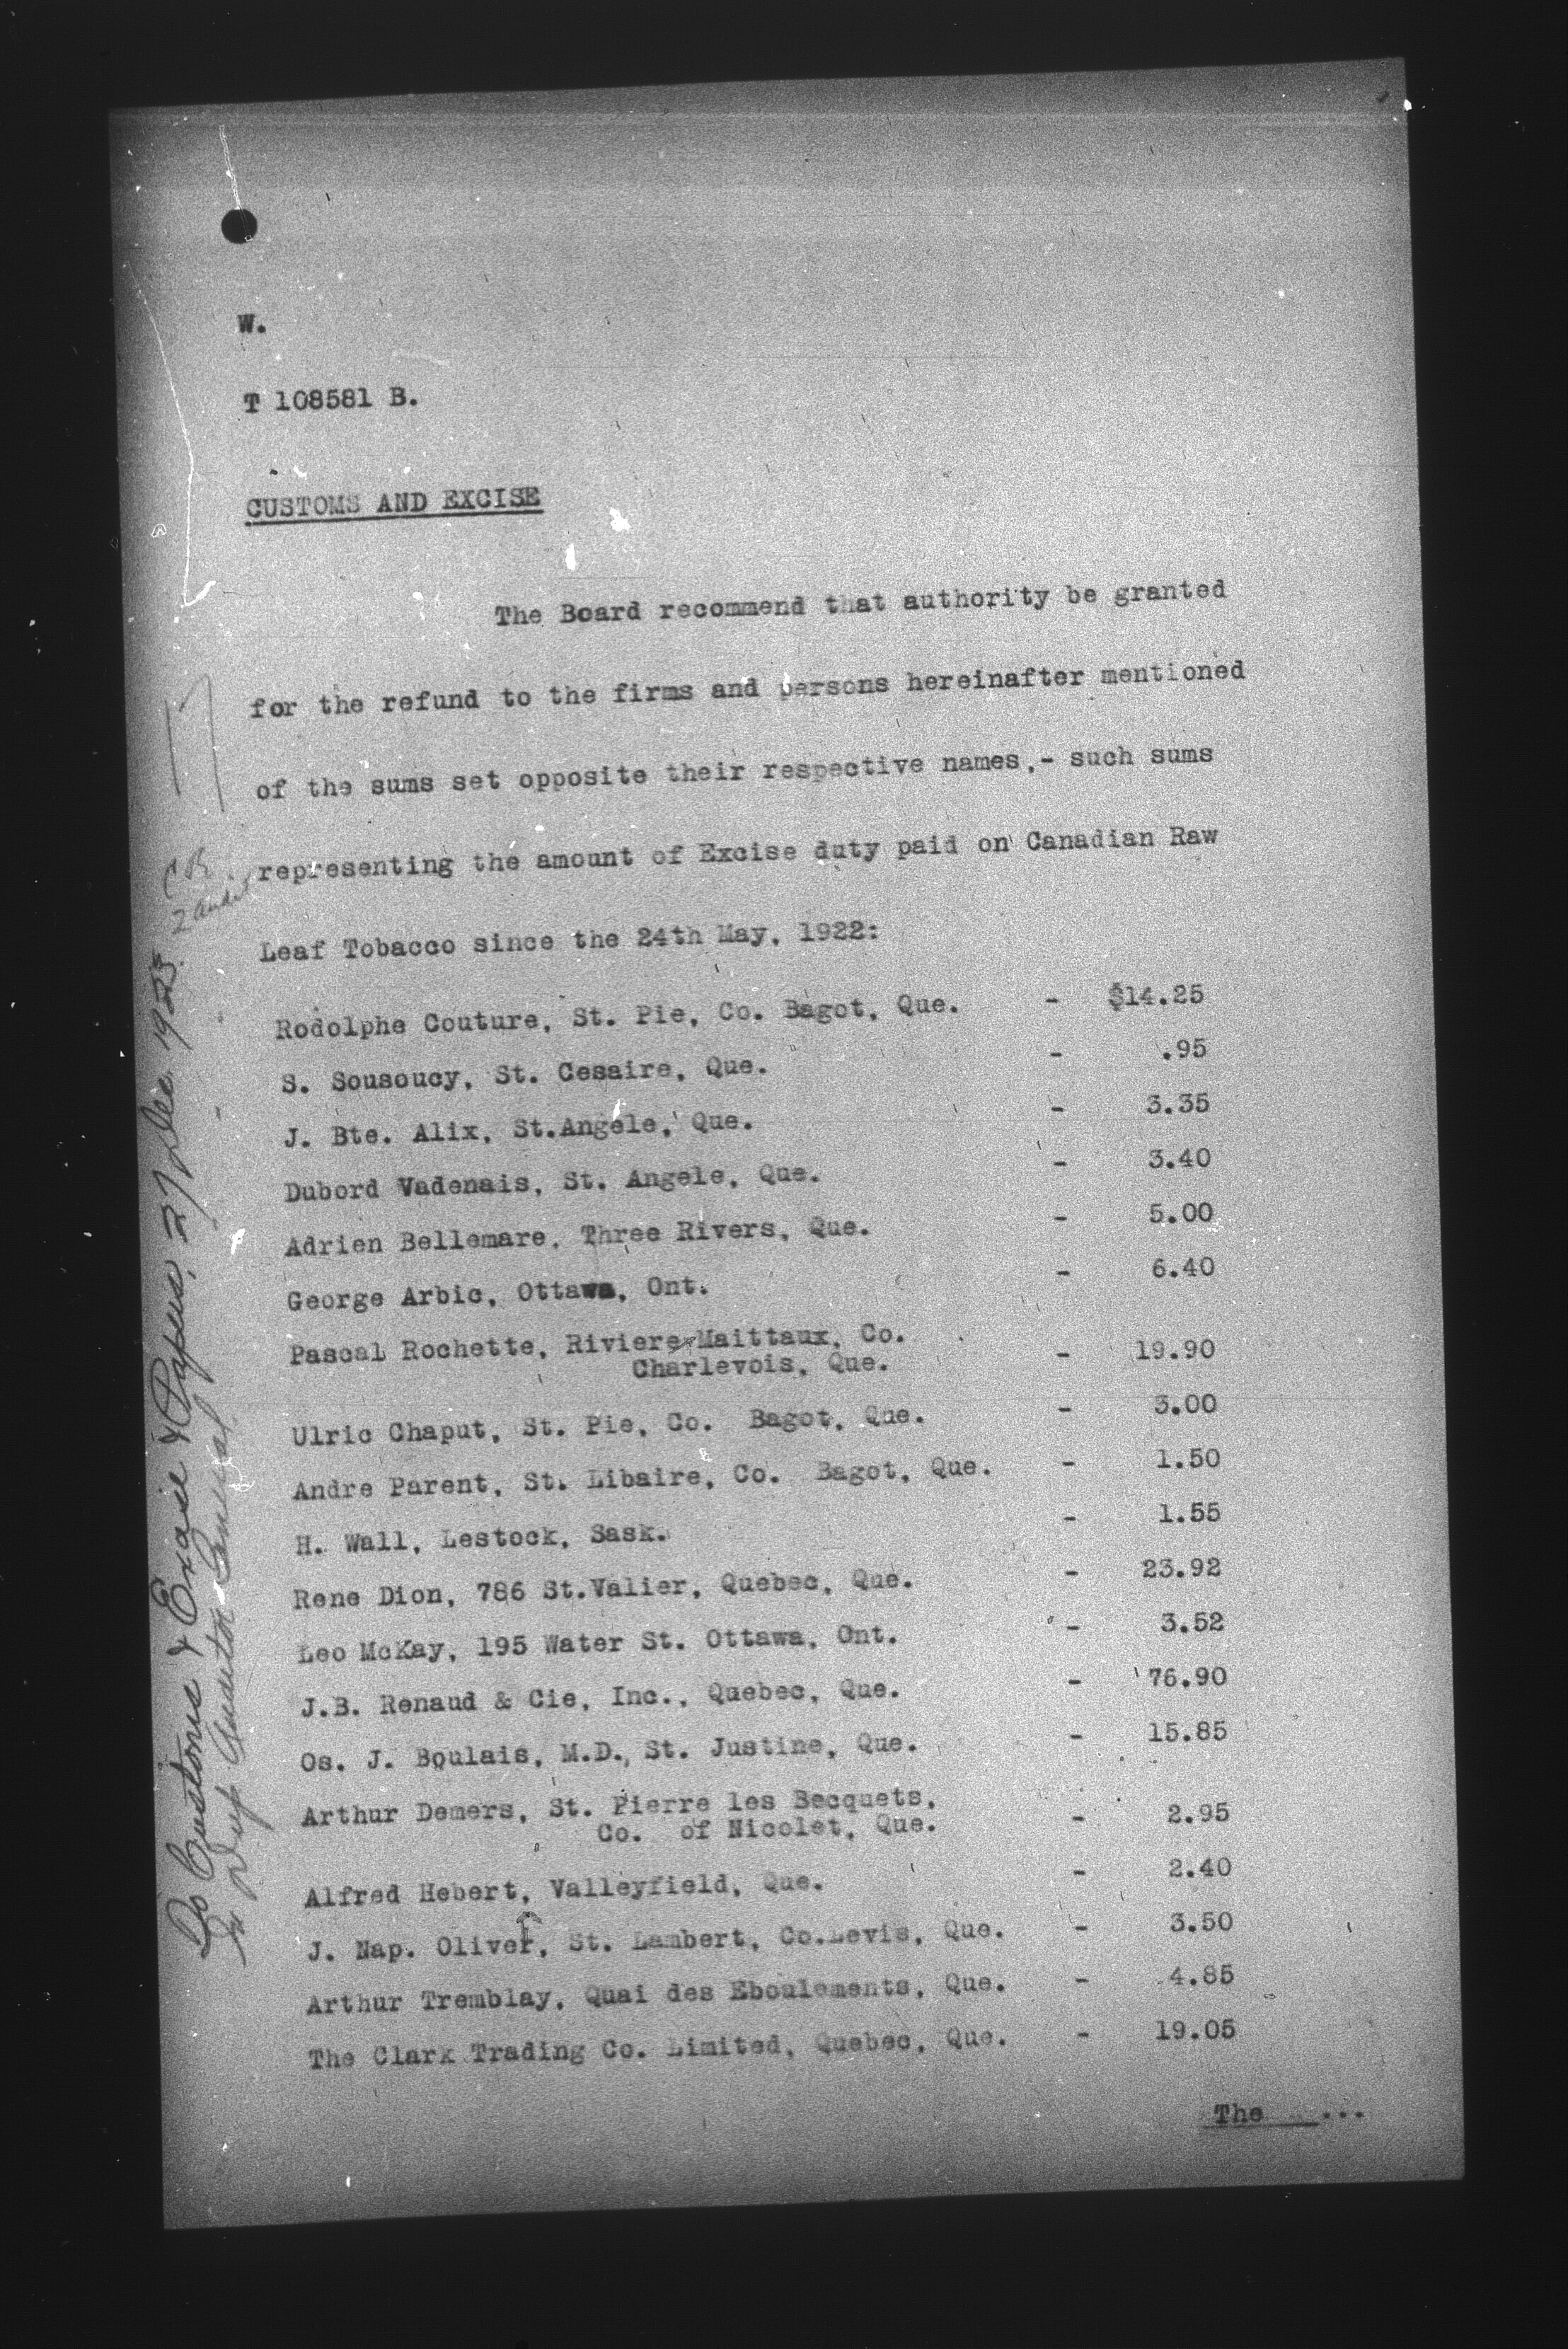 W.
T 108581 B.
CUSTOMS AND EXCISE
The Board recommend that authority be granted
for the refund to the firms and persons hereinafter mentioned
of the sums set opposite their respective names,- such sums
representing the amount of Excise duty paid on Canadian Raw
Leaf Tobacco since the 24th May, 1922:
Rodolphe Couture, St. Pie, Co. Bagot, Que. - $14.25
S. Sousoucy, St. Cesaire, Que. - .95
J. Bte. Alix, St.Angele, Que. - 3.35
Dubord Vadenais, St. Angele, Que. - 3.40
Adrien Bellemare, Three Rivers, Que. - 5.00
George Arbic, Ottawa, Ont. - 6.40
Pascal Rochette, Riviere Maittaux, Co.
Charlevois, Que. - 19.90
Ulric Chaput, St. Pie, Co. Bagot, Que. - 3.00
Andre Parent, St. Libaire, Co. Bagot, Que. - 1.50
H. Wall, Lestock, Sask. - 1.55
Rene Dion, 786 St.Valier, Quebec, Que. - 23.92
Leo McKay, 195 Water St. Ottawa, Ont. - 3.52
J.B. Renaud & Cie, Inc., Quebec, Que. - 76.90
Os. J. Boulais, M.D., St. Justine, Que. - 15.85
Arthur Demers, St. Pierre les Becquets,
Co. of Nicolet, Que. - 2.95
Alfred Hebert, Valleyfield, Que. - 2.40
J. Nap. Oliver, St. Lambert, Co.Levis, Que. - 3.50
Arthur Tremblay, Quai des Eboulements, Que. - 4.85
The Clark Trading Co. Limited, Quebec, Que. - 19.05
The ...
To Customs & Excise & Papers, 27 Dec. 1923.
Auditor General